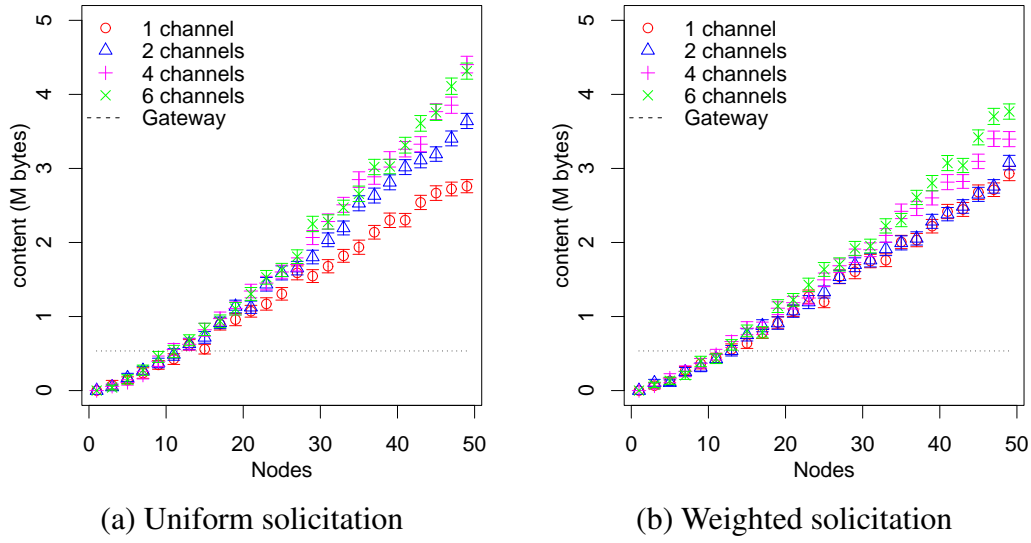 content (M bytes)
5
4
3
2
1
0
1 channel
2 channels
4 channels
6 channels
Gateway
0 10 20 30 40 50
Nodes
(a) Uniform solicitation
content (M bytes)
5
4
3
2
1
0
1 channel
2 channels
4 channels
6 channels
Gateway
0 10 20 30 40 50
Nodes
(b) Weighted solicitation